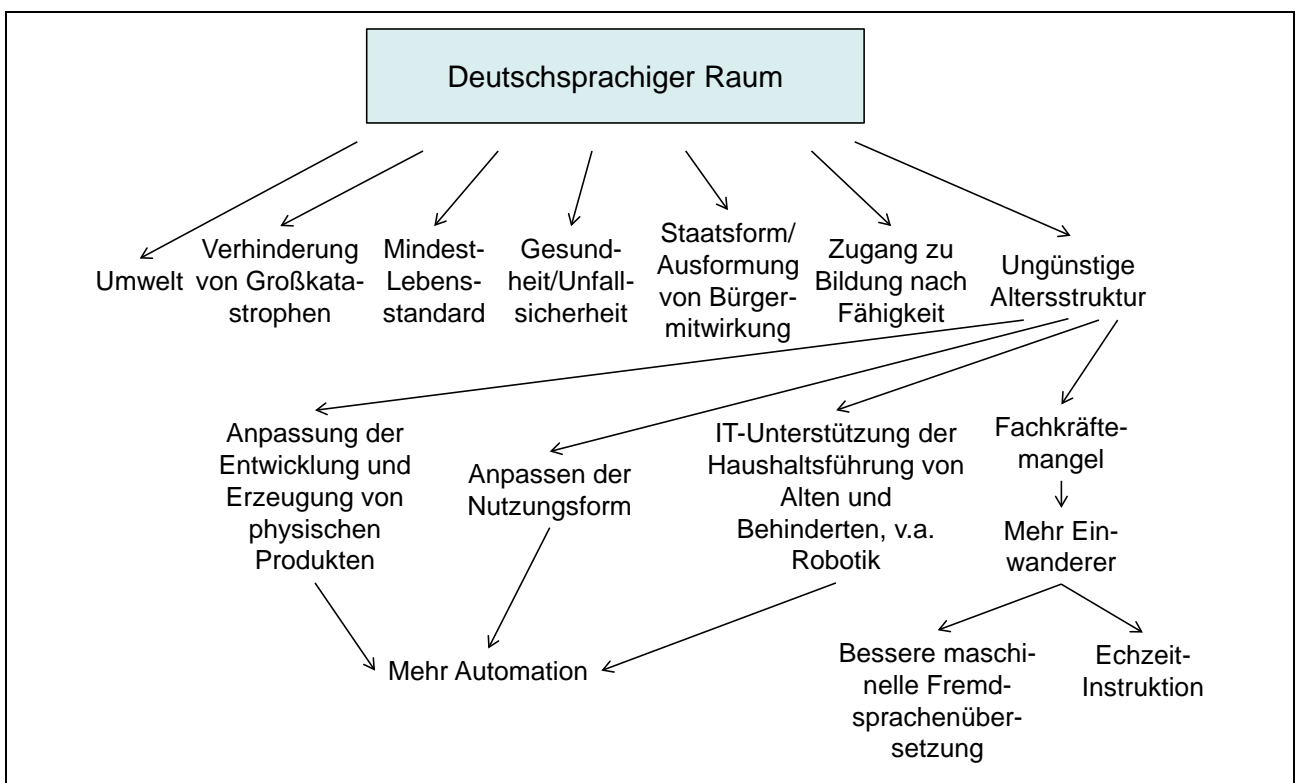 Deutschsprachiger Raum
Umwelt
Verhinderung
von Großkata-
strophen
Mindest-
Lebens-
standard
Gesund-
heit/Unfall-
sicherheit
Staatsform/
Ausformung
von Bürger-
mitwirkung
Zugang zu
Bildung nach
Fähigkeit
Ungünstige
Altersstruktur
Anpassung der
Entwicklung und
Erzeugung von
physischen
Produkten
Anpassen der
Nutzungsform
IT-Unterstützung der
Haushaltsführung von
Alten und
Behinderten, v.a.
Robotik
Fachkräfte-
mangel
Mehr Ein-
wanderer
Mehr Automation
Bessere maschi-
nelle Fremd-
sprachenüber-
setzung
Echzeit-
Instruktion